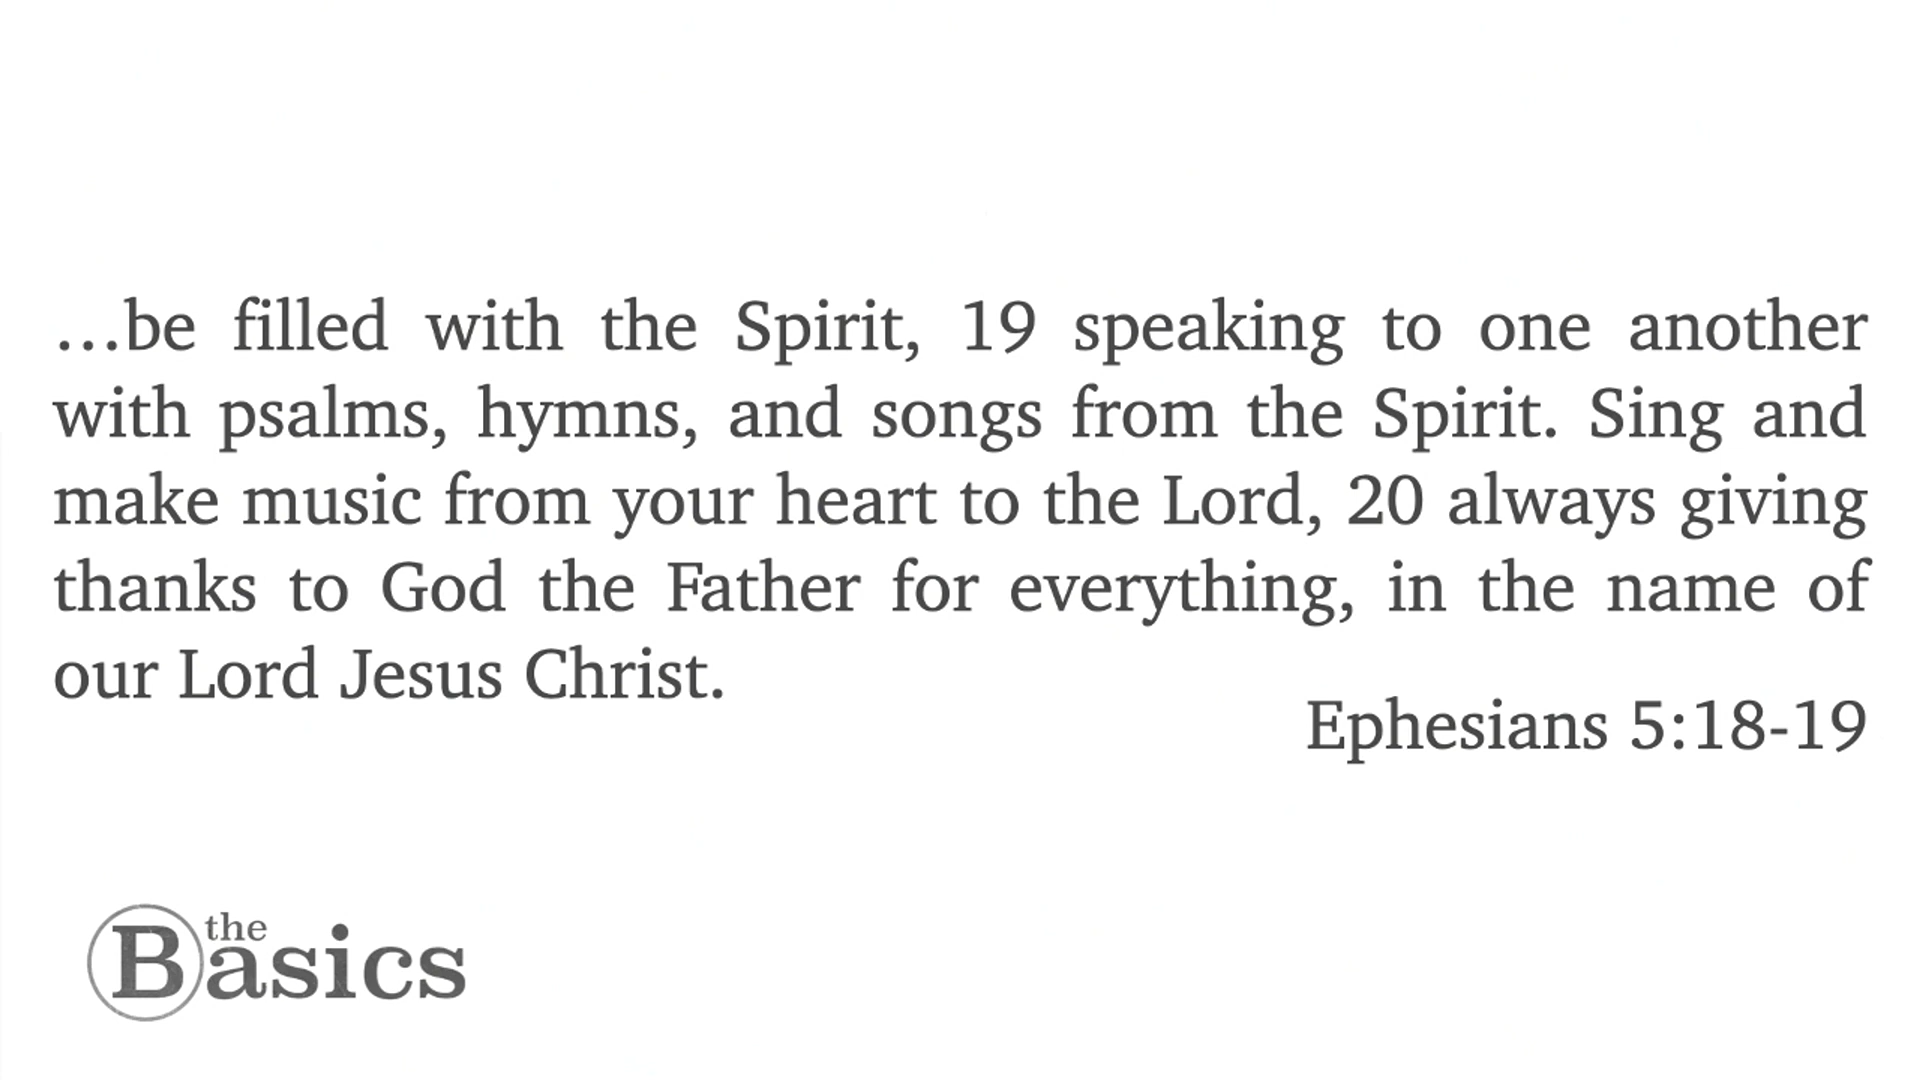 …be filled with the Spirit, 19 speaking to one another
with psalms, hymns, and songs from the Spirit. Sing and
make music from your heart to the Lord, 20 always giving
thanks to God the Father for everything, in the name of
our Lord Jesus Christ.
Ephesians 5:18-19
the
Basics